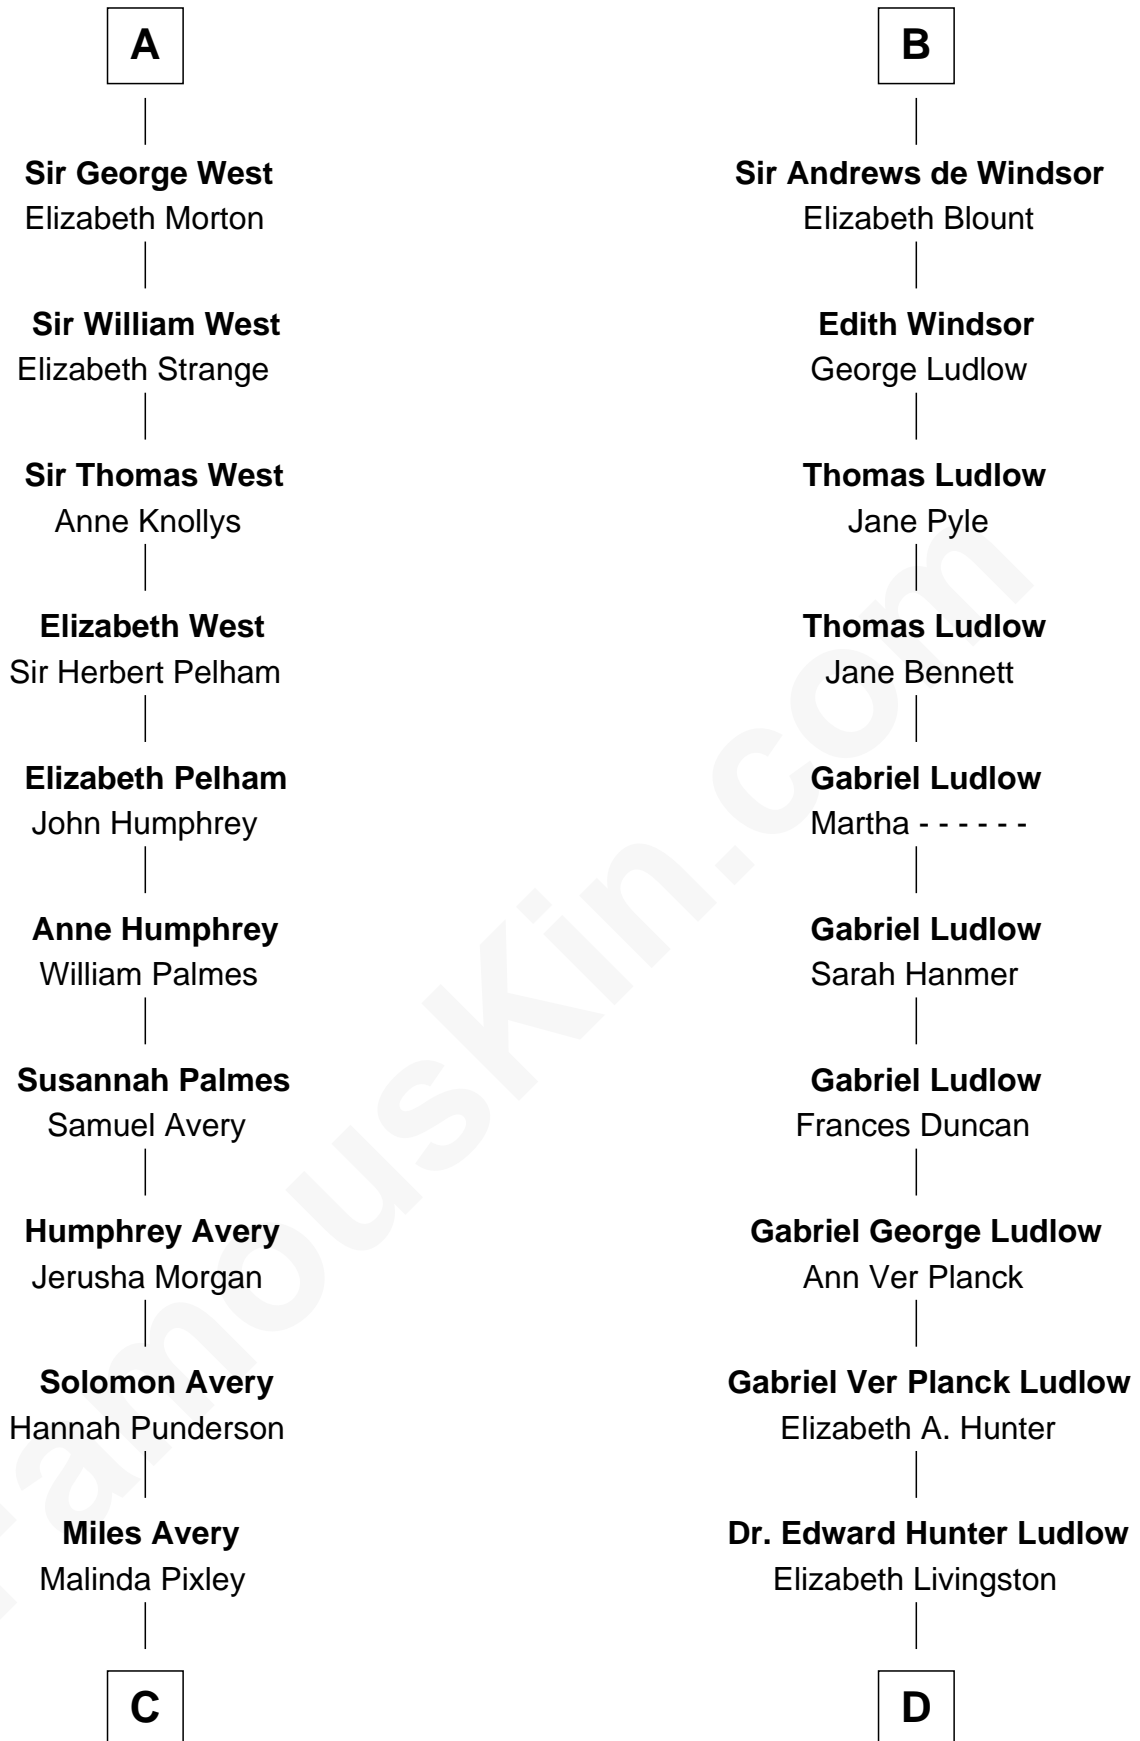 A
Sir George West
Elizabeth Morton
Sir William West
Elizabeth Strange
Sir Thomas West
Anne Knollys
Elizabeth West
Sir Herbert Pelham
Elizabeth Pelham
John Humphrey
Anne Humphrey
William Palmes
Susannah Palmes
Samuel Avery
Humphrey Avery
Jerusha Morgan
Solomon Avery
Hannah Punderson
Miles Avery
Malinda Pixley
C
B
Sir Andrews de Windsor
Elizabeth Blount
Edith Windsor
George Ludlow
Thomas Ludlow
Jane Pyle
Thomas Ludlow
Jane Bennett
Gabriel Ludlow
Martha - - - - - -
Gabriel Ludlow
Sarah Hanmer
Gabriel Ludlow
Frances Duncan
Gabriel George Ludlow
Ann Ver Planck
Gabriel Ver Planck Ludlow
Elizabeth A. Hunter
Dr. Edward Hunter Ludlow
Elizabeth Livingston
D
FamousKin.com